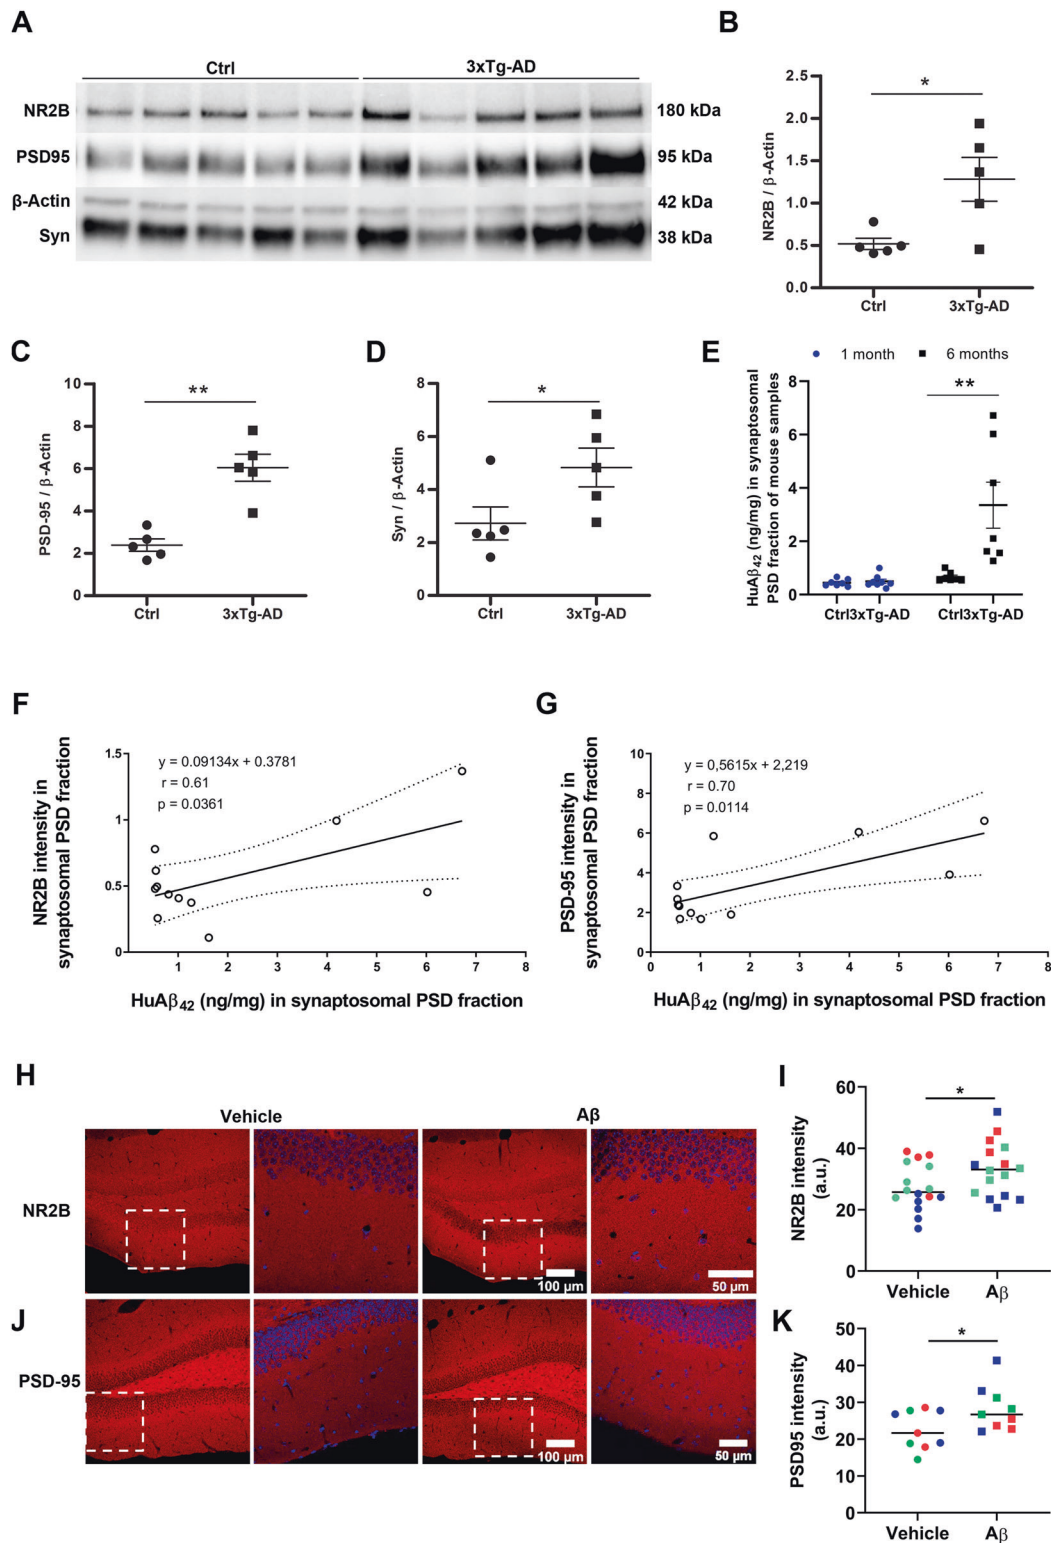 A
Ctrl
3xTg-AD
NR2B
180 kDa
PSD95
95 kDa
β-Actin
42 kDa
Syn
38 kDa
B
NR2B / β-Actin
2.5
2.0
1.5
1.0
0.5
0.0
*
Ctrl
3xTg-AD
C
PSD-95 / β-Actin
10
8
6
4
2
0
**
Ctrl
3xTg-AD
D
Syn / β-Actin
8
6
4
2
0
*
Ctrl
3xTg-AD
E
1 month
6 months
HuAβ42 (ng/mg) in synaptosomal
PSD fraction of mouse samples
8
6
4
2
0
**
Ctrl3xTg-AD
Ctrl3xTg-AD
F
NR2B intensity in
synaptosomal PSD fraction
1.5
1
0.5
0
y = 0.09134x + 0.3781
r = 0.61
p = 0.0361
1 2 3 4 5 6 7 8
HuAβ42 (ng/mg) in synaptosomal PSD fraction
G
PSD-95 intensity in
synaptosomal PSD fraction
10
8
6
4
2
0
y = 0,5615x + 2,219
r = 0.70
p = 0.0114
0 1 2 3 4 5 6 7 8
HuAβ42 (ng/mg) in synaptosomal PSD fraction
H
Vehicle
Aβ
NR2B
100 µm
50 µm
I
NR2B intensity
(a.u.)
60
40
20
0
*
Vehicle
Aβ
J
PSD-95
100 µm
50 µm
K
PSD95 intensity
(a.u.)
50
40
30
20
10
0
*
Vehicle
Aβ